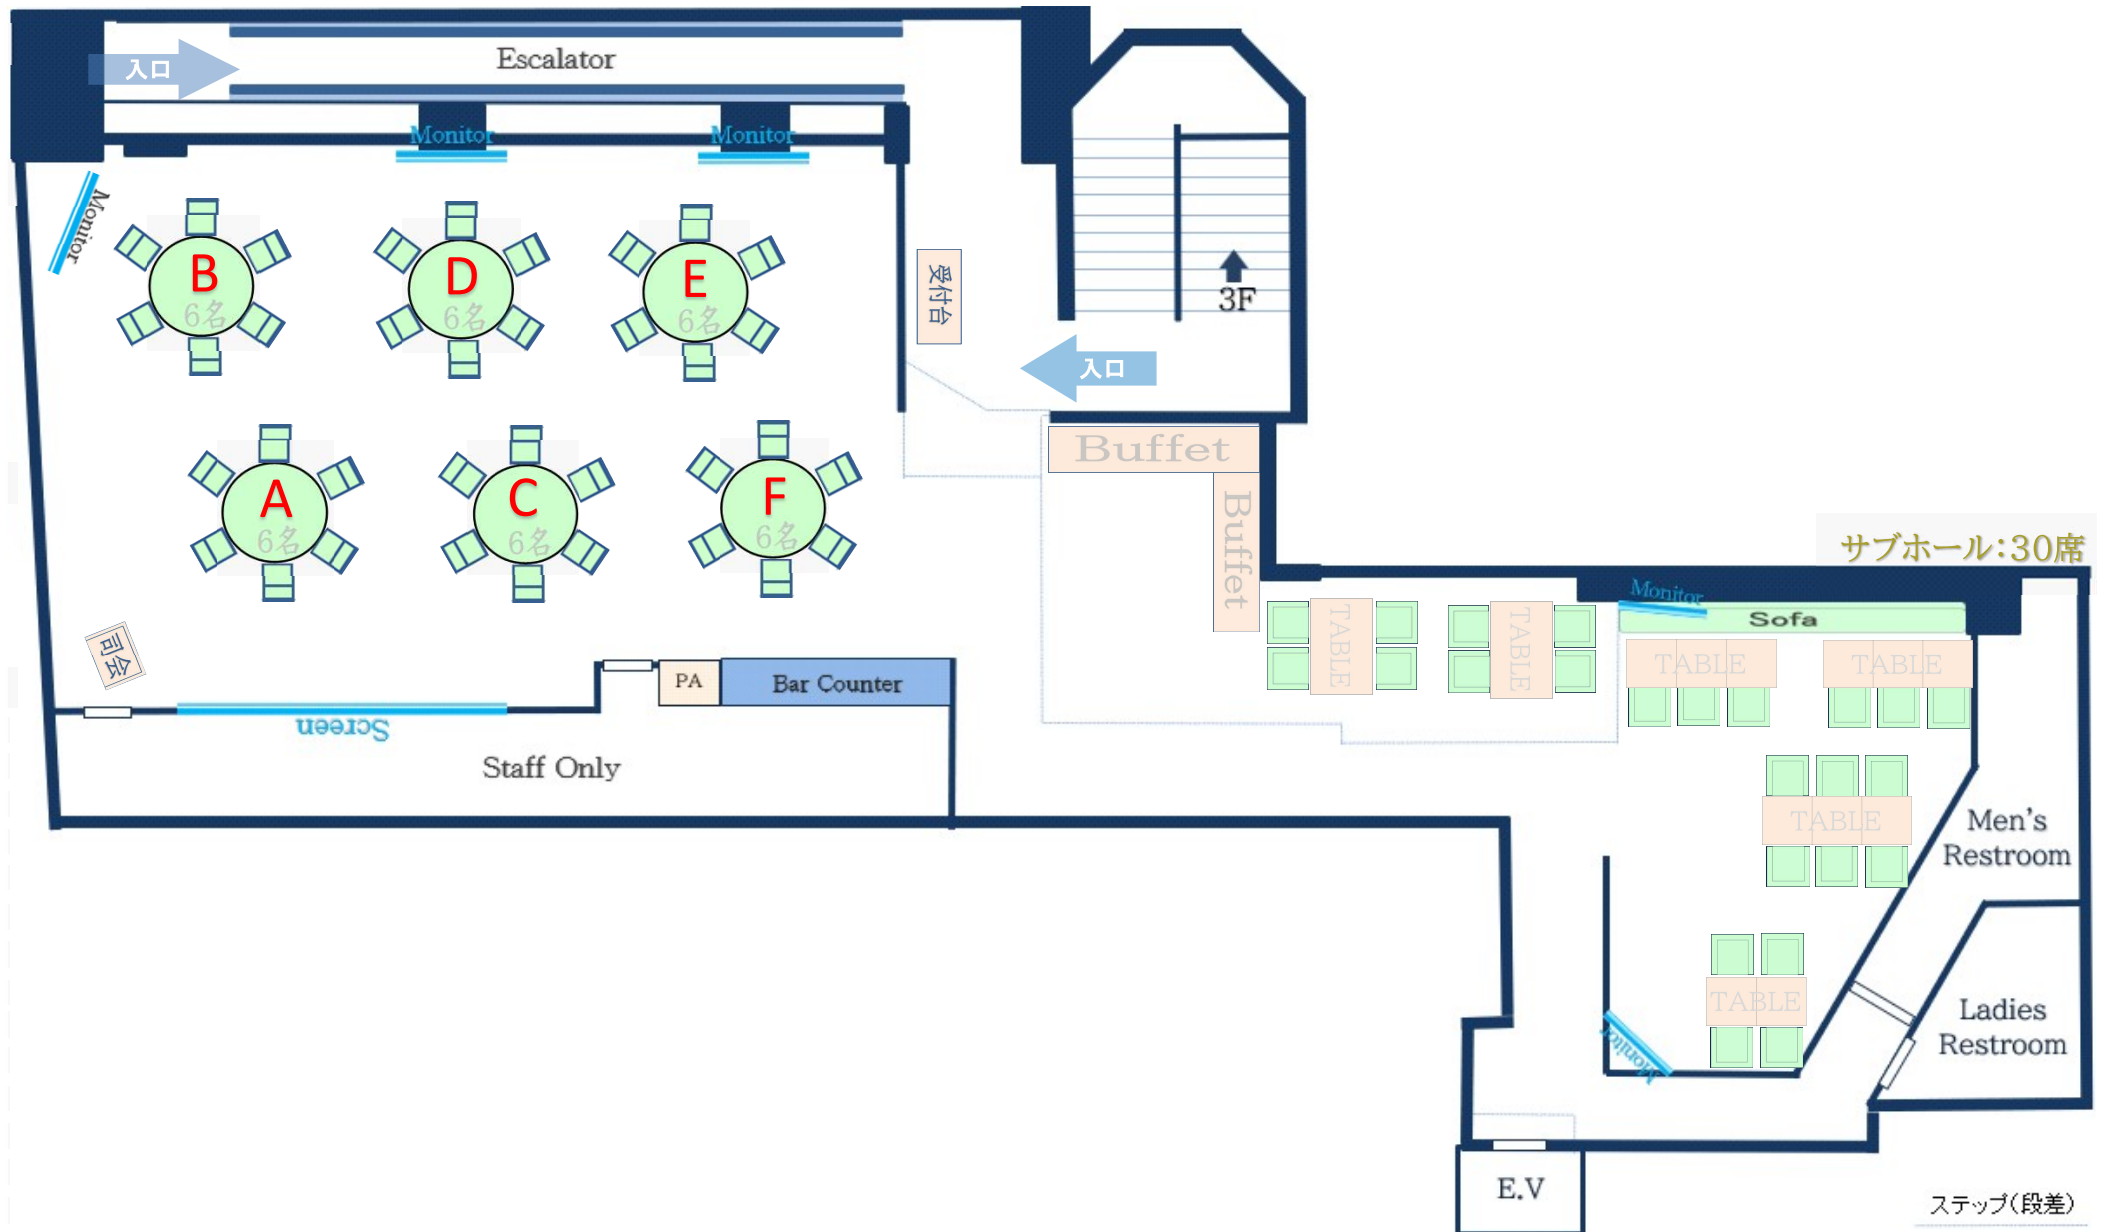 入口
Escalator
Monitor
Monitor
Monitor
B
6名
D
6名
E
6名
受付台
3F
入口
A
6名
C
6名
F
6名
Buffet
Buffet
サブホール:30席
Monitor
Sofa
TABLE
TABLE
TABLE
TABLE
司会
PA
Bar Counter
Screen
Staff Only
TABLE
Men's
Restroom
TABLE
Monitor
Ladies
Restroom
E.V
ステップ(段差)